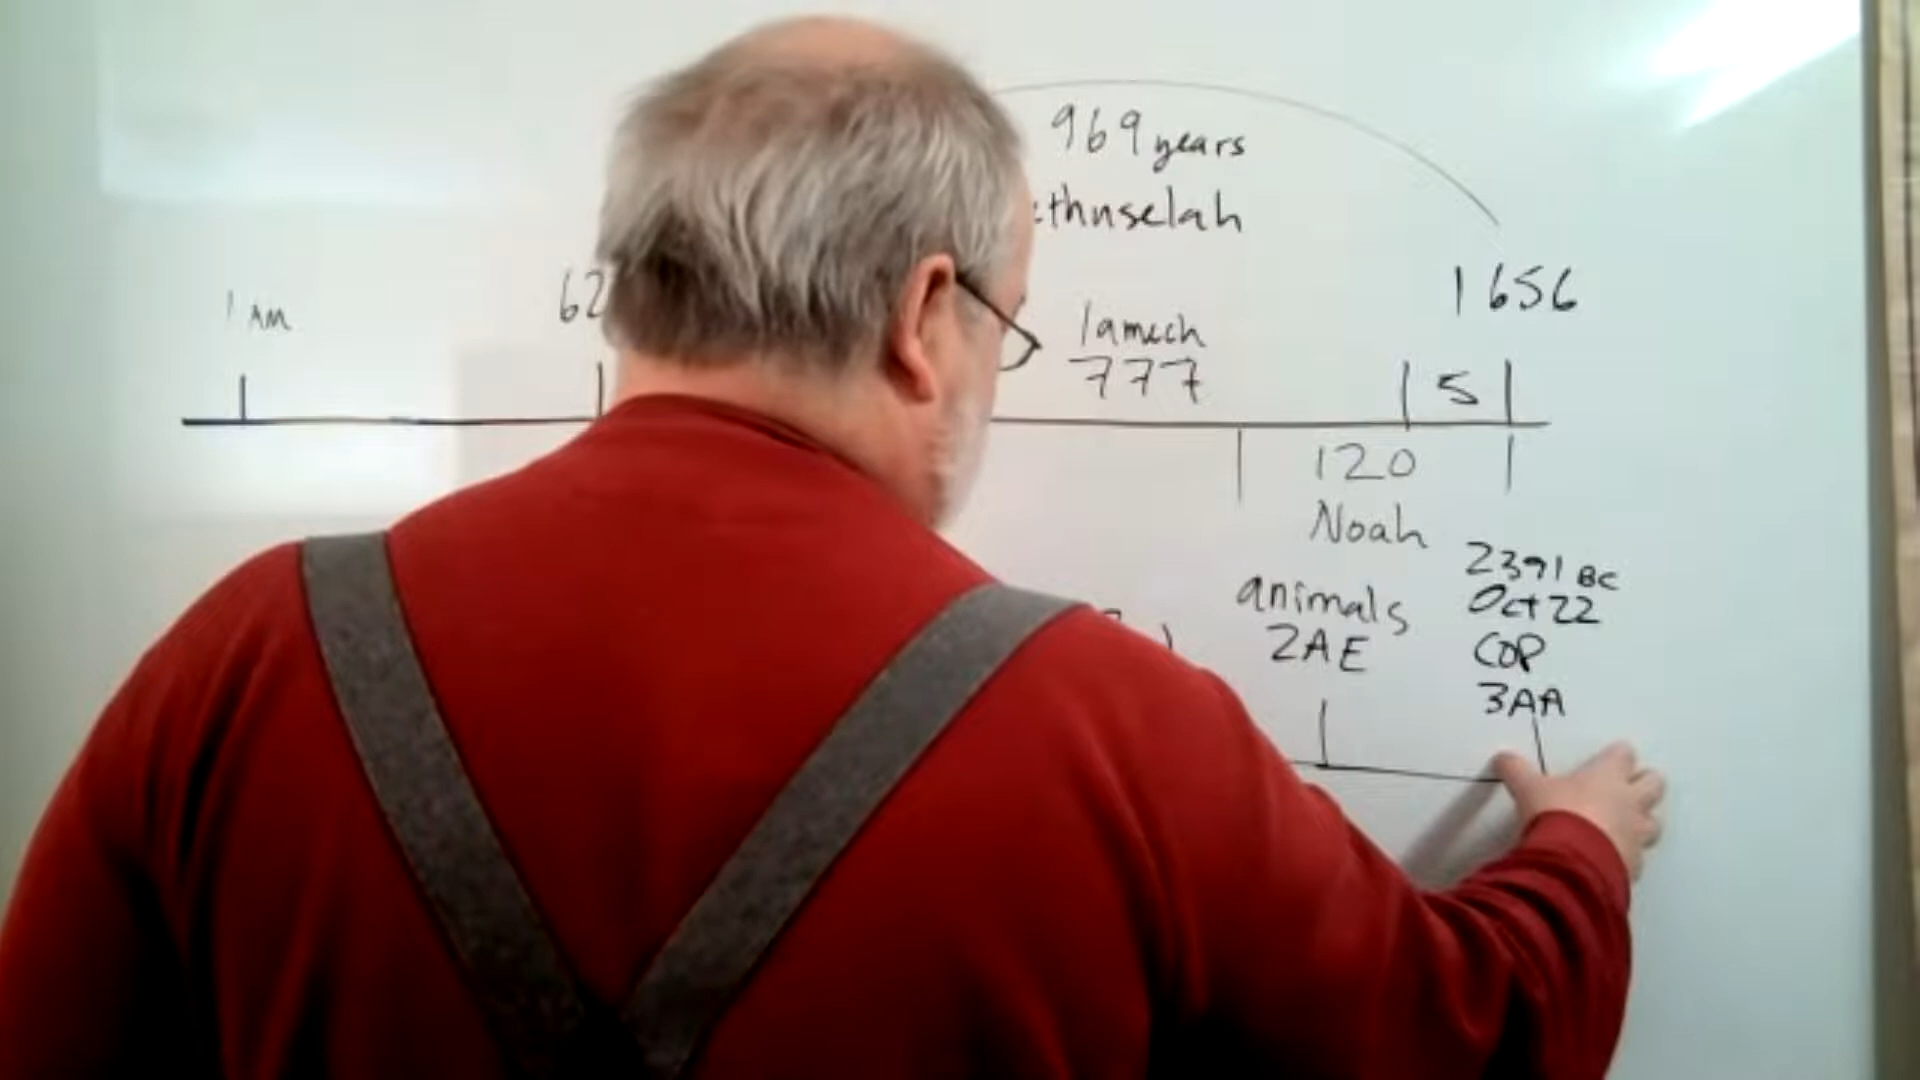 969 years
ethuselah
1 AM
62
lamech
777
1656
5
120
Noah
2391 BC
Oct 22
animals
2AE
COP
3AA